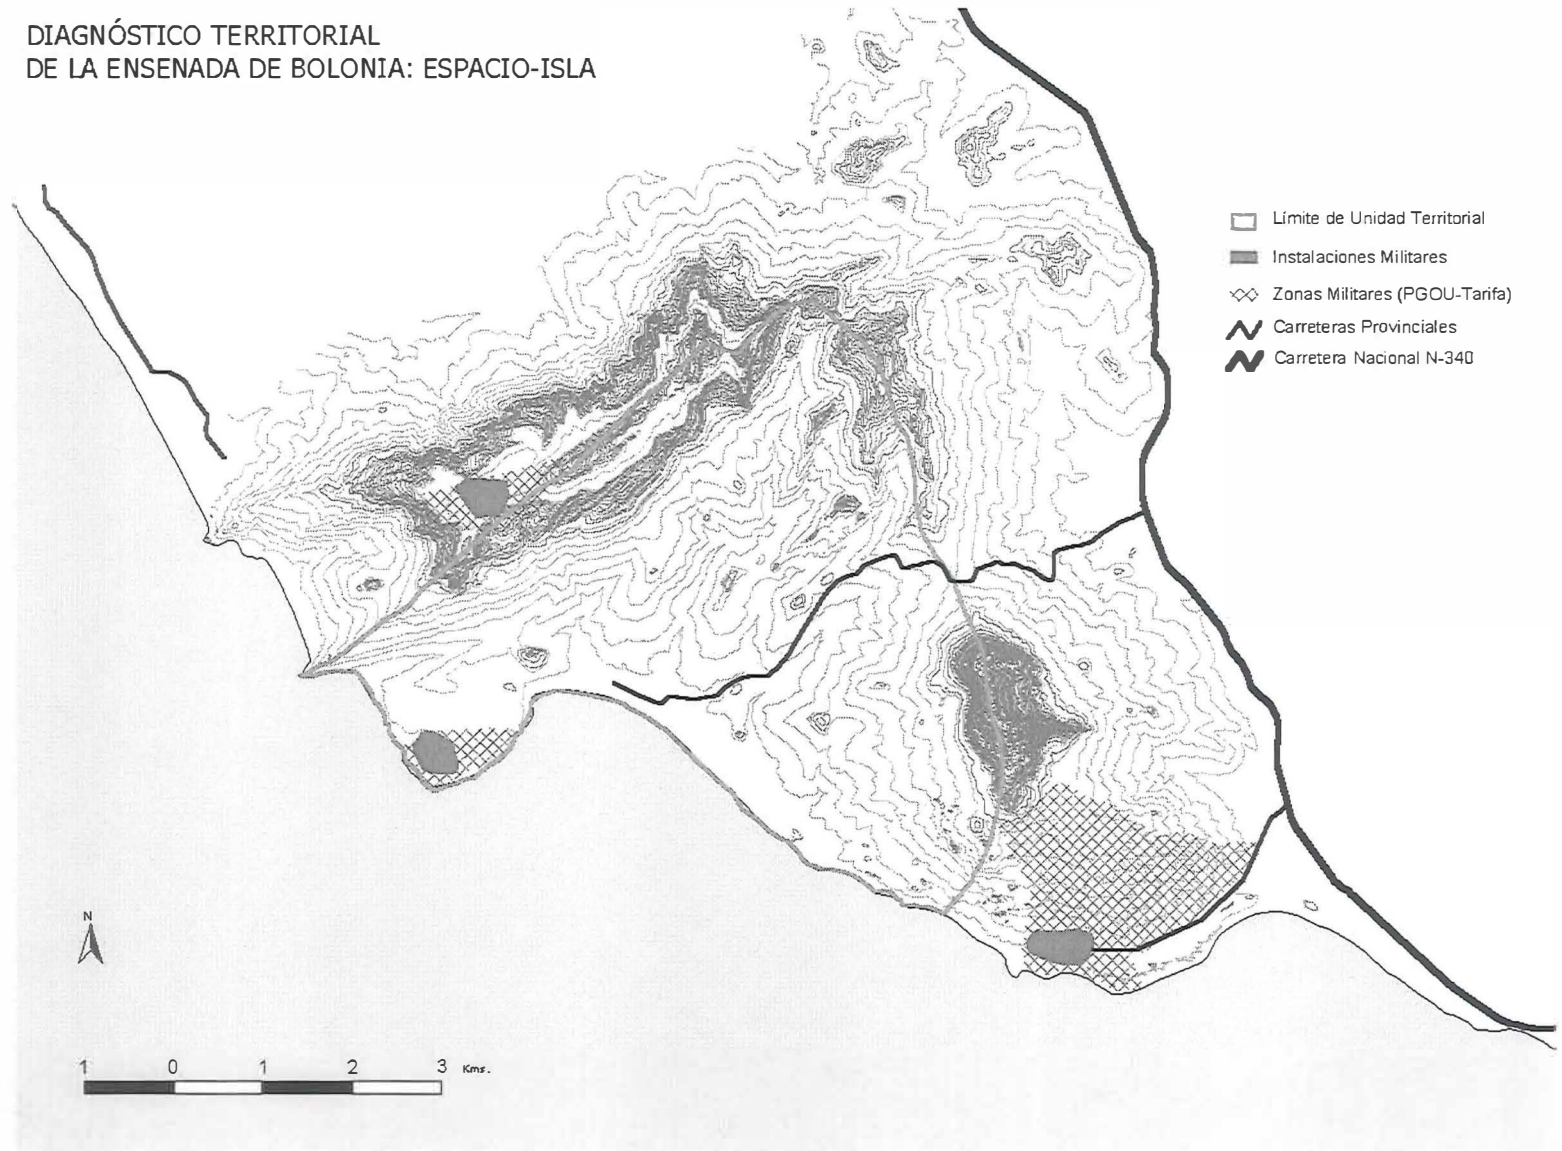 DIAGNÓSTICO TERRITORIAL
DE LA ENSENADA DE BOLONIA: ESPACIO-ISLA
Límite de Unidad Territorial
Instalaciones Militares
Zonas Militares (PGOU-Tarifa)
Carreteras Provinciales
Carretera Nacional N-340
N
1 0 1 2 3 Kms.